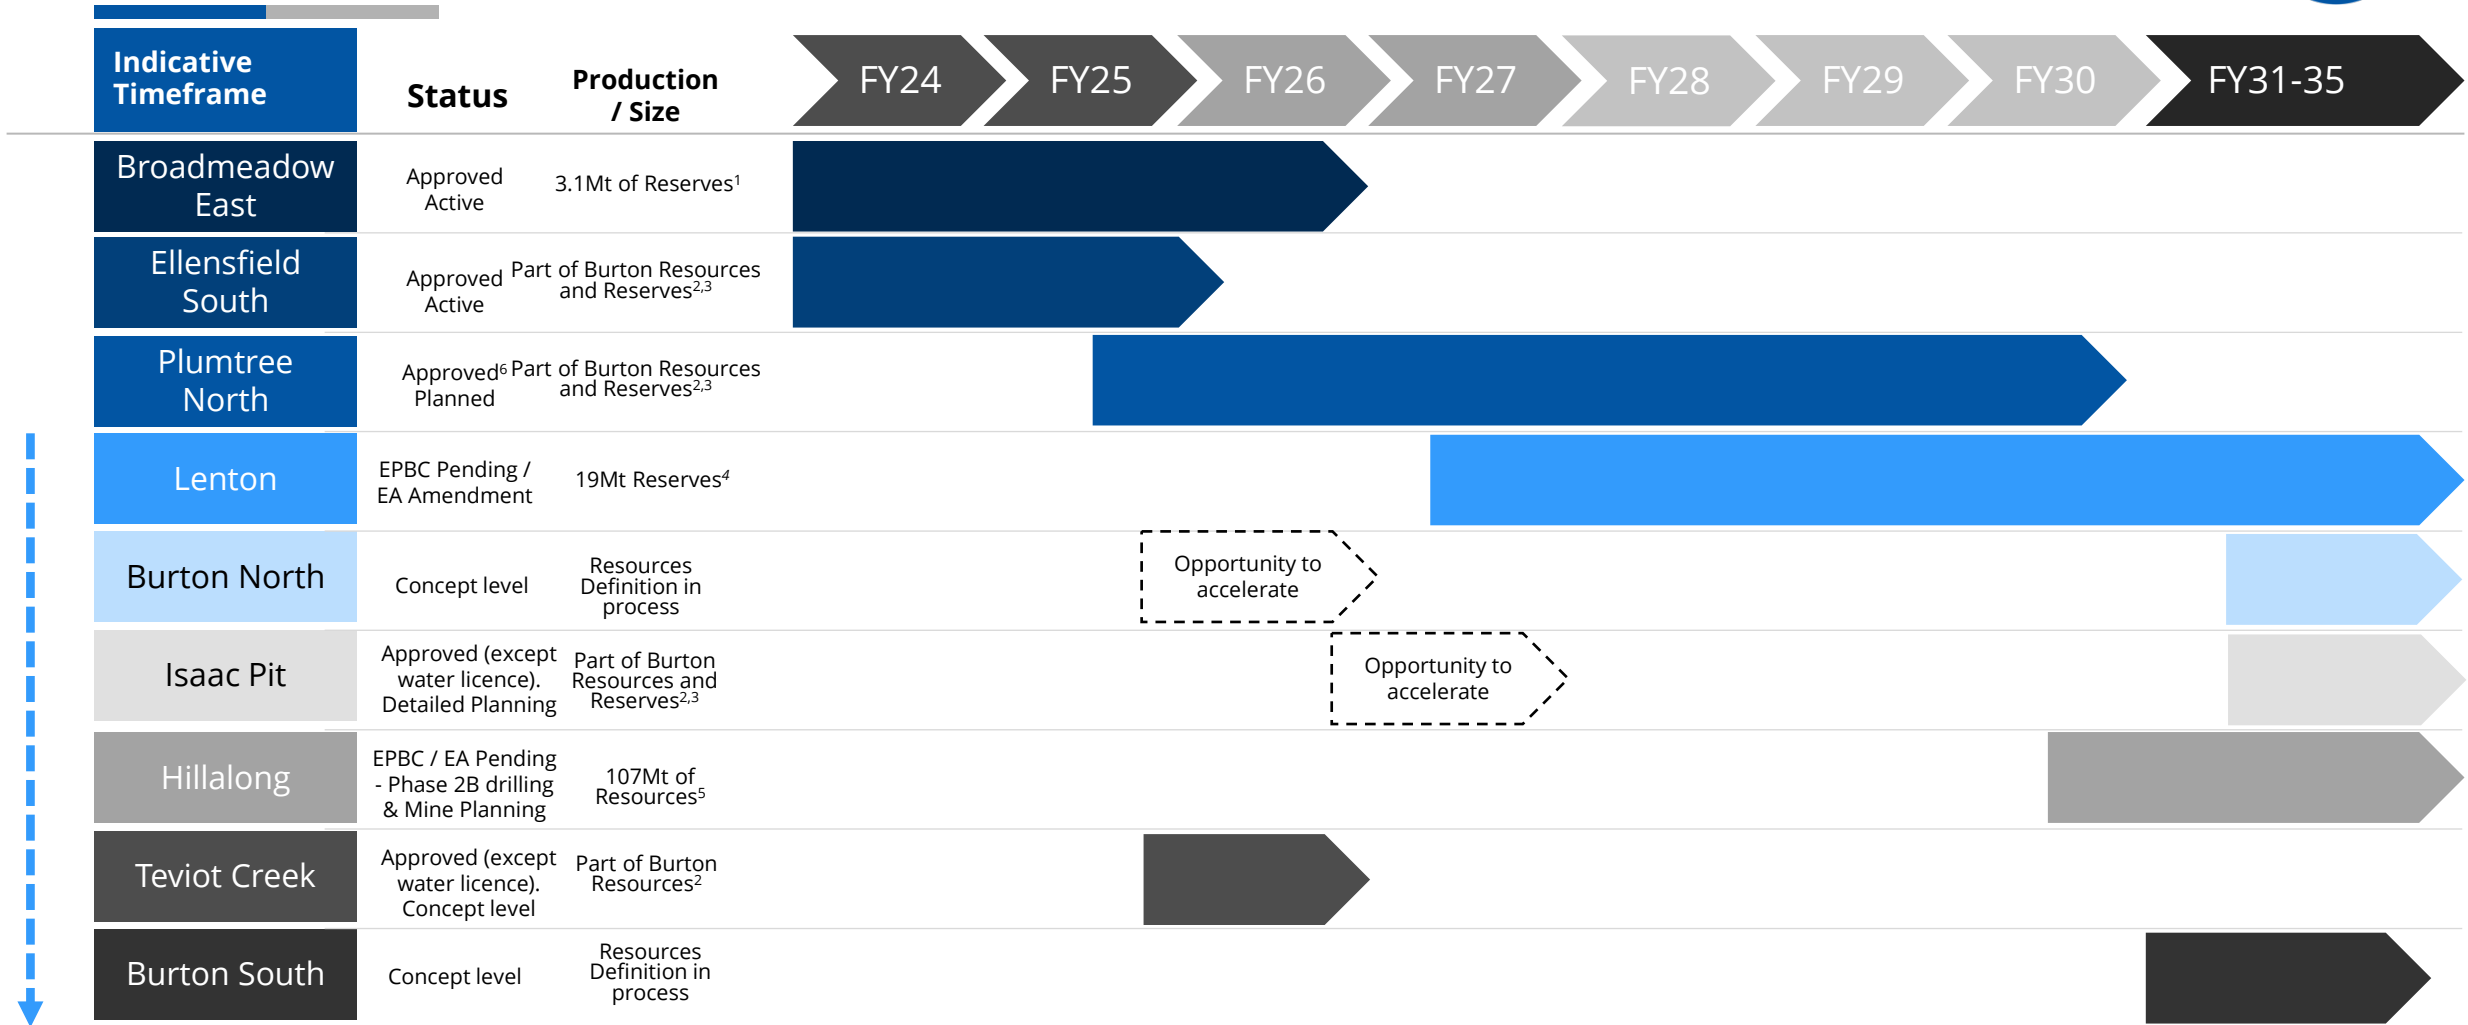 Indicative
Timeframe
Status
Production
/ Size
FY24
FY25
FY26
FY27
FY28
FY29
FY30
FY31-35
Broadmeadow
East
Approved
Active
3.1Mt of Reserves¹
Ellensfield
South
Approved
Active
Part of Burton Resources
and Reserves²,³
Plumtree
North
Approved⁶
Planned
Part of Burton Resources
and Reserves²,³
Lenton
EPBC Pending /
EA Amendment
19Mt Reserves⁴
Burton North
Concept level
Resources
Definition in
process
Opportunity to
accelerate
Isaac Pit
Approved (except
water licence).
Detailed Planning
Part of Burton
Resources and
Reserves²,³
Opportunity to
accelerate
Hillalong
EPBC / EA Pending
- Phase 2B drilling
& Mine Planning
107Mt of
Resources⁵
Teviot Creek
Approved (except
water licence).
Concept level
Part of Burton
Resources²
Burton South
Concept level
Resources
Definition in
process